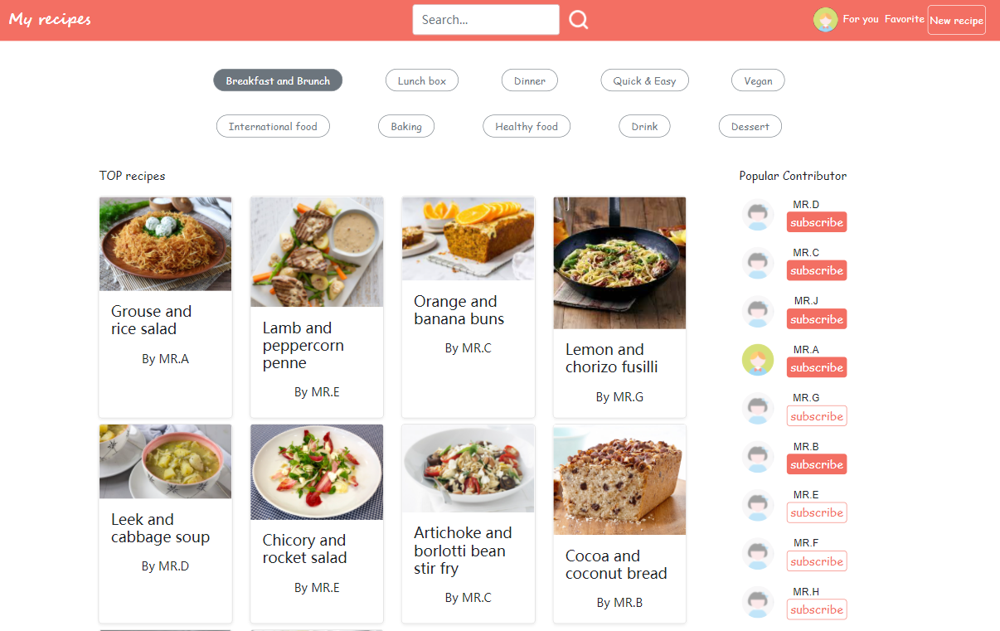 My recipes
Search...
For you
Favorite
New recipe
Breakfast and Brunch
Lunch box
Dinner
Quick & Easy
Vegan
International food
Baking
Healthy food
Drink
Dessert
TOP recipes
Grouse and
rice salad
By MR.A
Lamb and
peppercorn
penne
By MR.E
Orange and
banana buns
By MR.C
Lemon and
chorizo fusilli
By MR.G
Leek and
cabbage soup
By MR.D
Chicory and
rocket salad
By MR.E
Artichoke and
borlotti bean
stir fry
By MR.C
Cocoa and
coconut bread
By MR.B
Popular Contributor
MR.D
subscribe
MR.C
subscribe
MR.J
subscribe
MR.A
subscribe
MR.G
subscribe
MR.B
subscribe
MR.E
subscribe
MR.F
subscribe
MR.H
subscribe